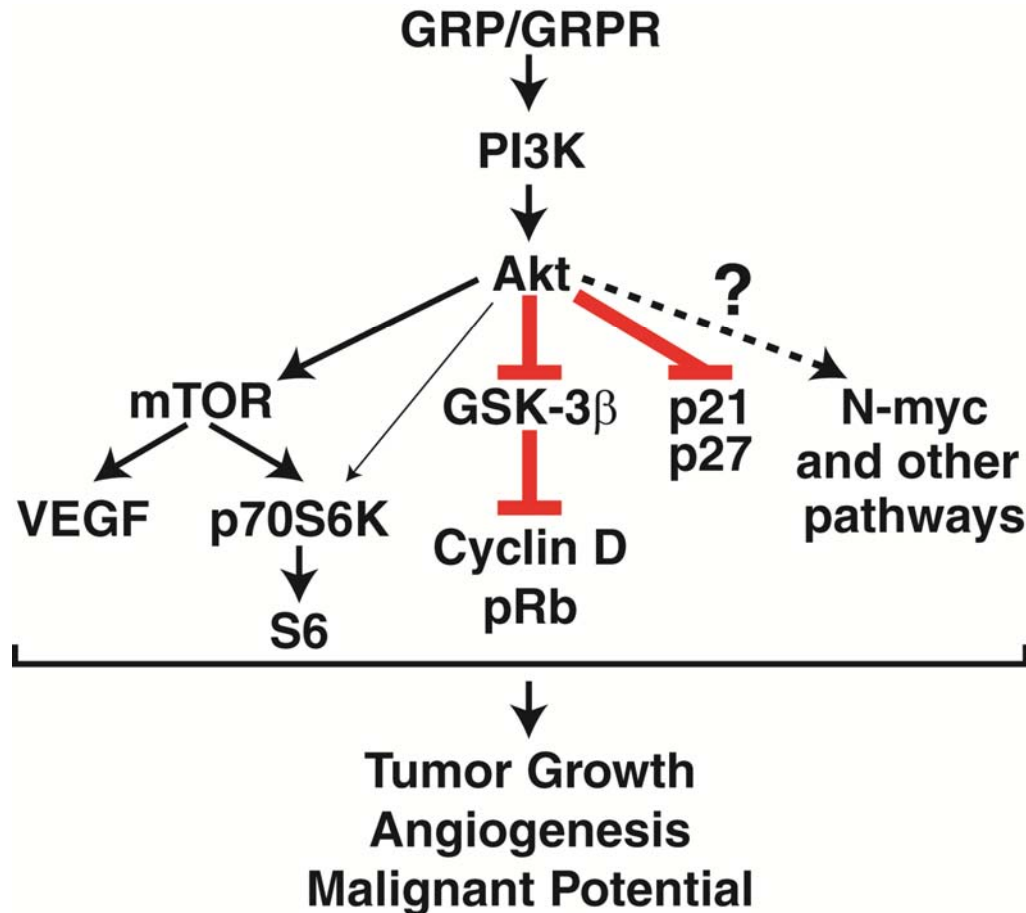 GRP/GRPR
PI3K
Akt
?
mTOR
GSK-3β
p21
p27
N-myc
and other
pathways
VEGF
p70S6K
Cyclin D
pRb
S6
Tumor Growth
Angiogenesis
Malignant Potential